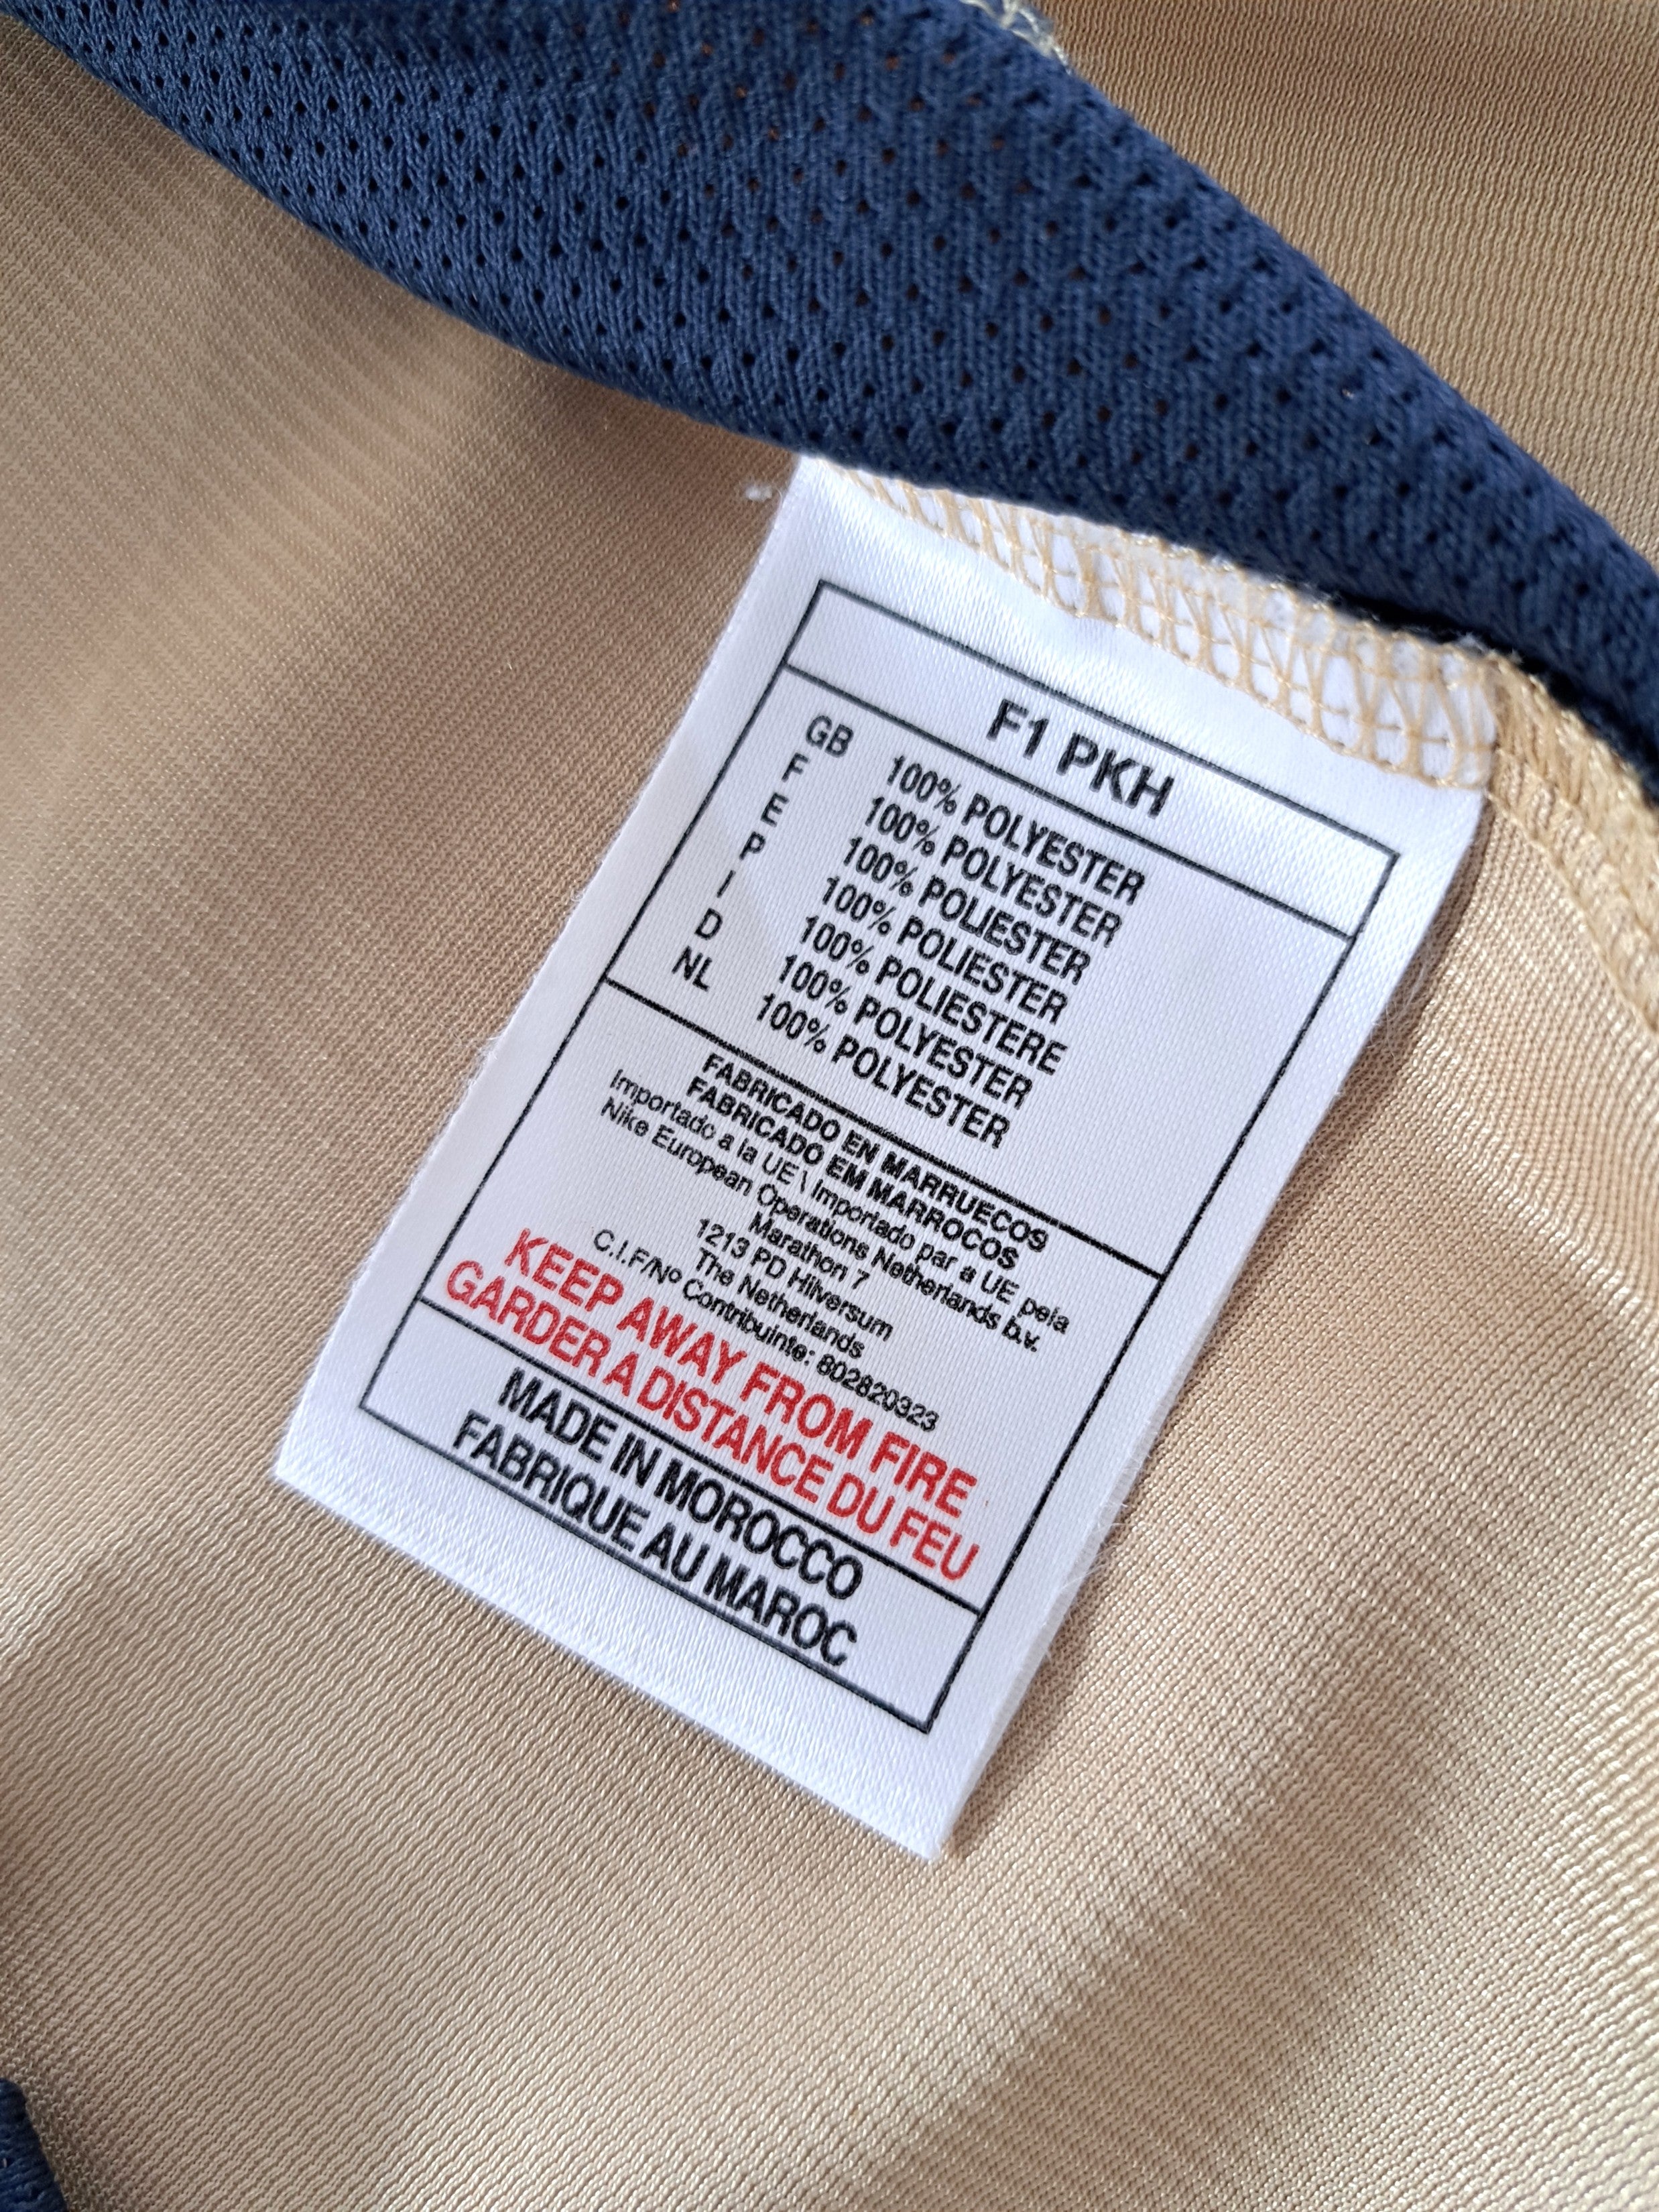 F1 PKH
GB 100% POLYESTER
F 100% POLYESTER
E 100% POLIESTER
P 100% POLIESTER
I 100% POLIESTERE
D 100% POLYESTER
NL 100% POLYESTER
FABRICADO EN MARRUECOS
FABRICADO EM MARROCOS
Importado a la UE \ Importado par a UE pela
Nike European Operations Netherlands b.v.
Marathon 7
1213 PD Hilversum
The Netherlands
C.I.F/Nº Contribuinte: 802820323
KEEP AWAY FROM FIRE
GARDER A DISTANCE DU FEU
MADE IN MOROCCO
FABRIQUE AU MAROC